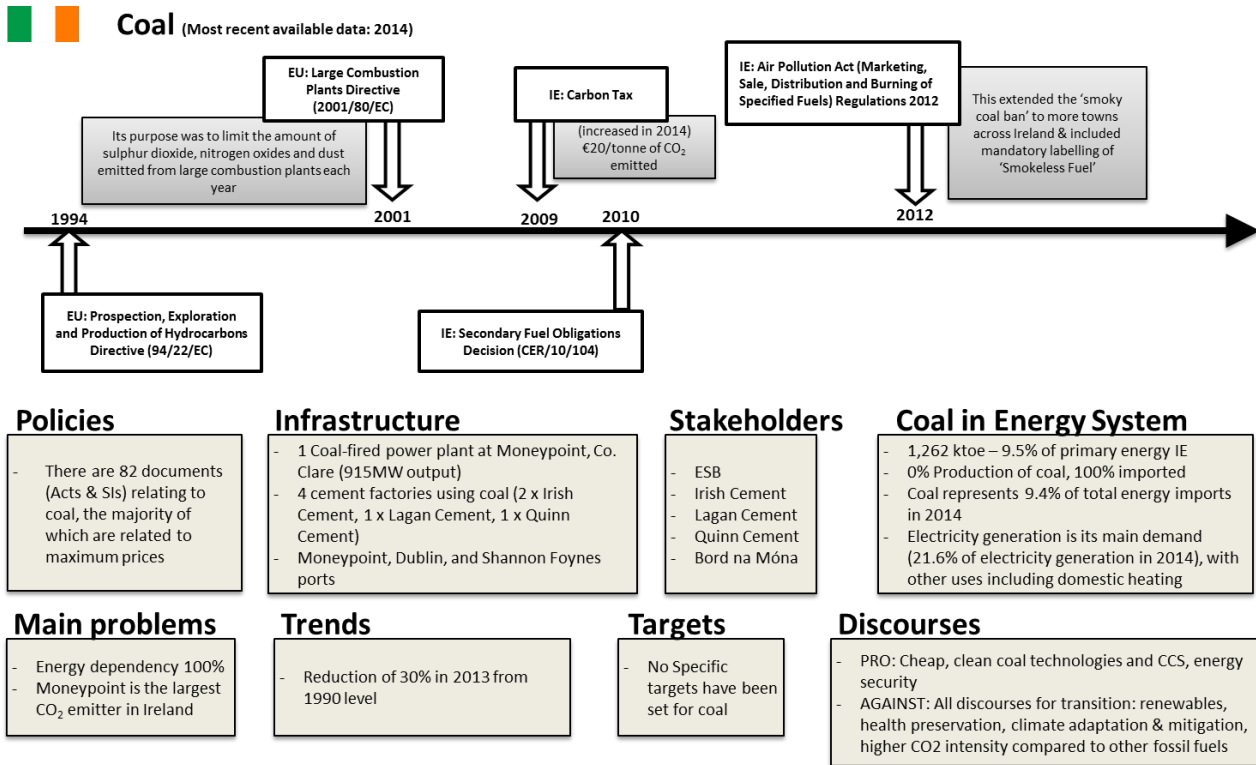 Coal (Most recent available data: 2014)
EU: Large Combustion
Plants Directive
(2001/80/EC)
Its purpose was to limit the amount of
sulphur dioxide, nitrogen oxides and dust
emitted from large combustion plants each
year
IE: Carbon Tax
(increased in 2014)
€20/tonne of CO₂
emitted
IE: Air Pollution Act (Marketing,
Sale, Distribution and Burning of
Specified Fuels) Regulations 2012
This extended the ‘smoky
coal ban’ to more towns
across Ireland & included
mandatory labelling of
‘Smokeless Fuel’
1994
2001
2009
2010
2012
EU: Prospection, Exploration
and Production of Hydrocarbons
Directive (94/22/EC)
IE: Secondary Fuel Obligations
Decision (CER/10/104)
Policies
- There are 82 documents
(Acts & SIs) relating to
coal, the majority of
which are related to
maximum prices
Infrastructure
- 1 Coal-fired power plant at Moneypoint, Co.
Clare (915MW output)
- 4 cement factories using coal (2 x Irish
Cement, 1 x Lagan Cement, 1 x Quinn
Cement)
- Moneypoint, Dublin, and Shannon Foynes
ports
Stakeholders
- ESB
- Irish Cement
- Lagan Cement
- Quinn Cement
- Bord na Móna
Coal in Energy System
- 1,262 ktoe – 9.5% of primary energy IE
- 0% Production of coal, 100% imported
- Coal represents 9.4% of total energy imports
in 2014
- Electricity generation is its main demand
(21.6% of electricity generation in 2014), with
other uses including domestic heating
Main problems
- Energy dependency 100%
- Moneypoint is the largest
CO₂ emitter in Ireland
Trends
- Reduction of 30% in 2013 from
1990 level
Targets
- No Specific
targets have been
set for coal
Discourses
- PRO: Cheap, clean coal technologies and CCS, energy
security
- AGAINST: All discourses for transition: renewables,
health preservation, climate adaptation & mitigation,
higher CO2 intensity compared to other fossil fuels